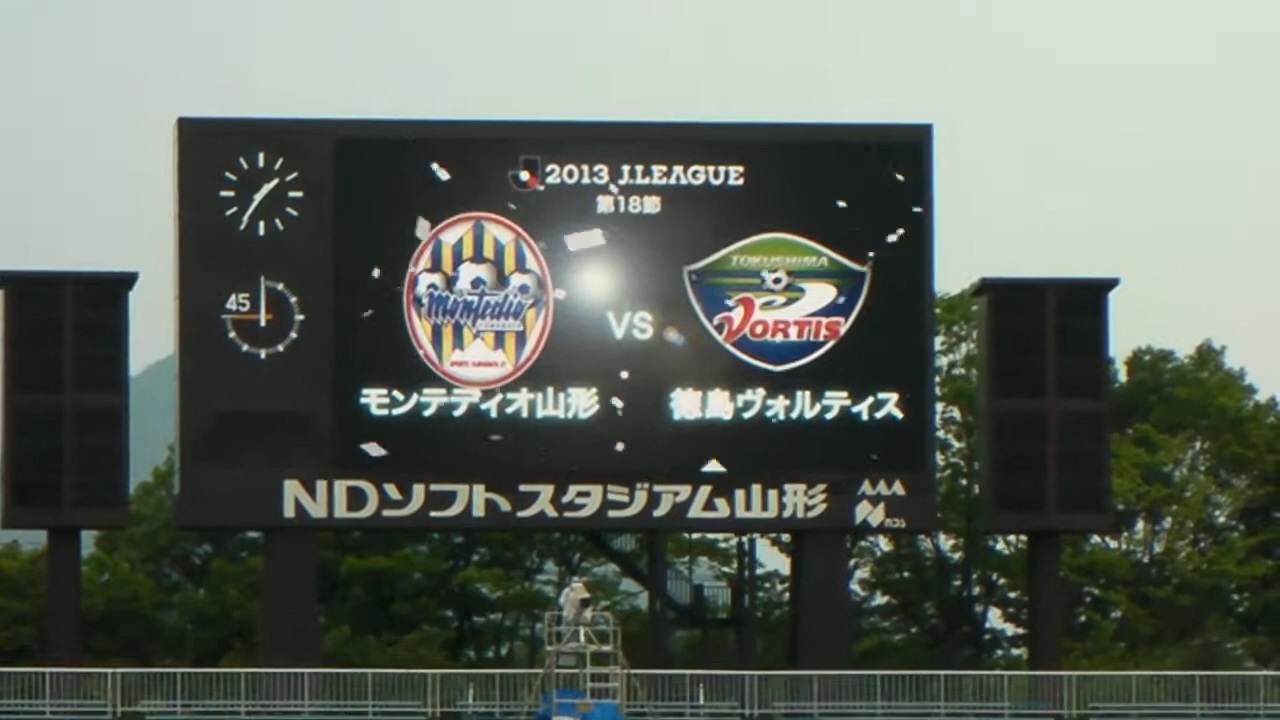 2013 J.LEAGUE
第18節
45
Montedio
TOKUSHIMA
VORTIS
VS
モンテディオ山形
徳島ヴォルティス
NDソフトスタジアム山形